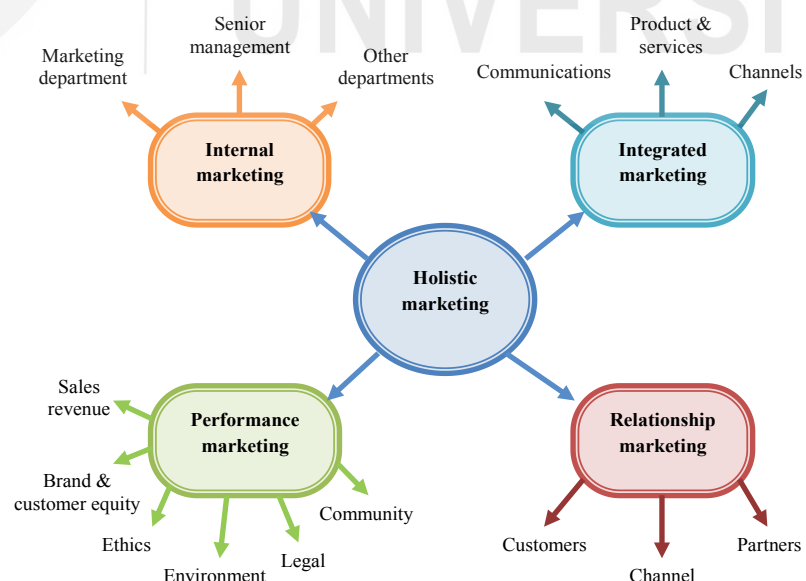 UNIVERSI
Senior
management
Marketing
department
Other
departments
Product &
services
Communications
Channels
Internal
marketing
Integrated
marketing
Holistic
marketing
Sales
revenue
Performance
marketing
Relationship
marketing
Brand &
customer equity
Ethics
Environment
Legal
Community
Customers
Channel
Partners